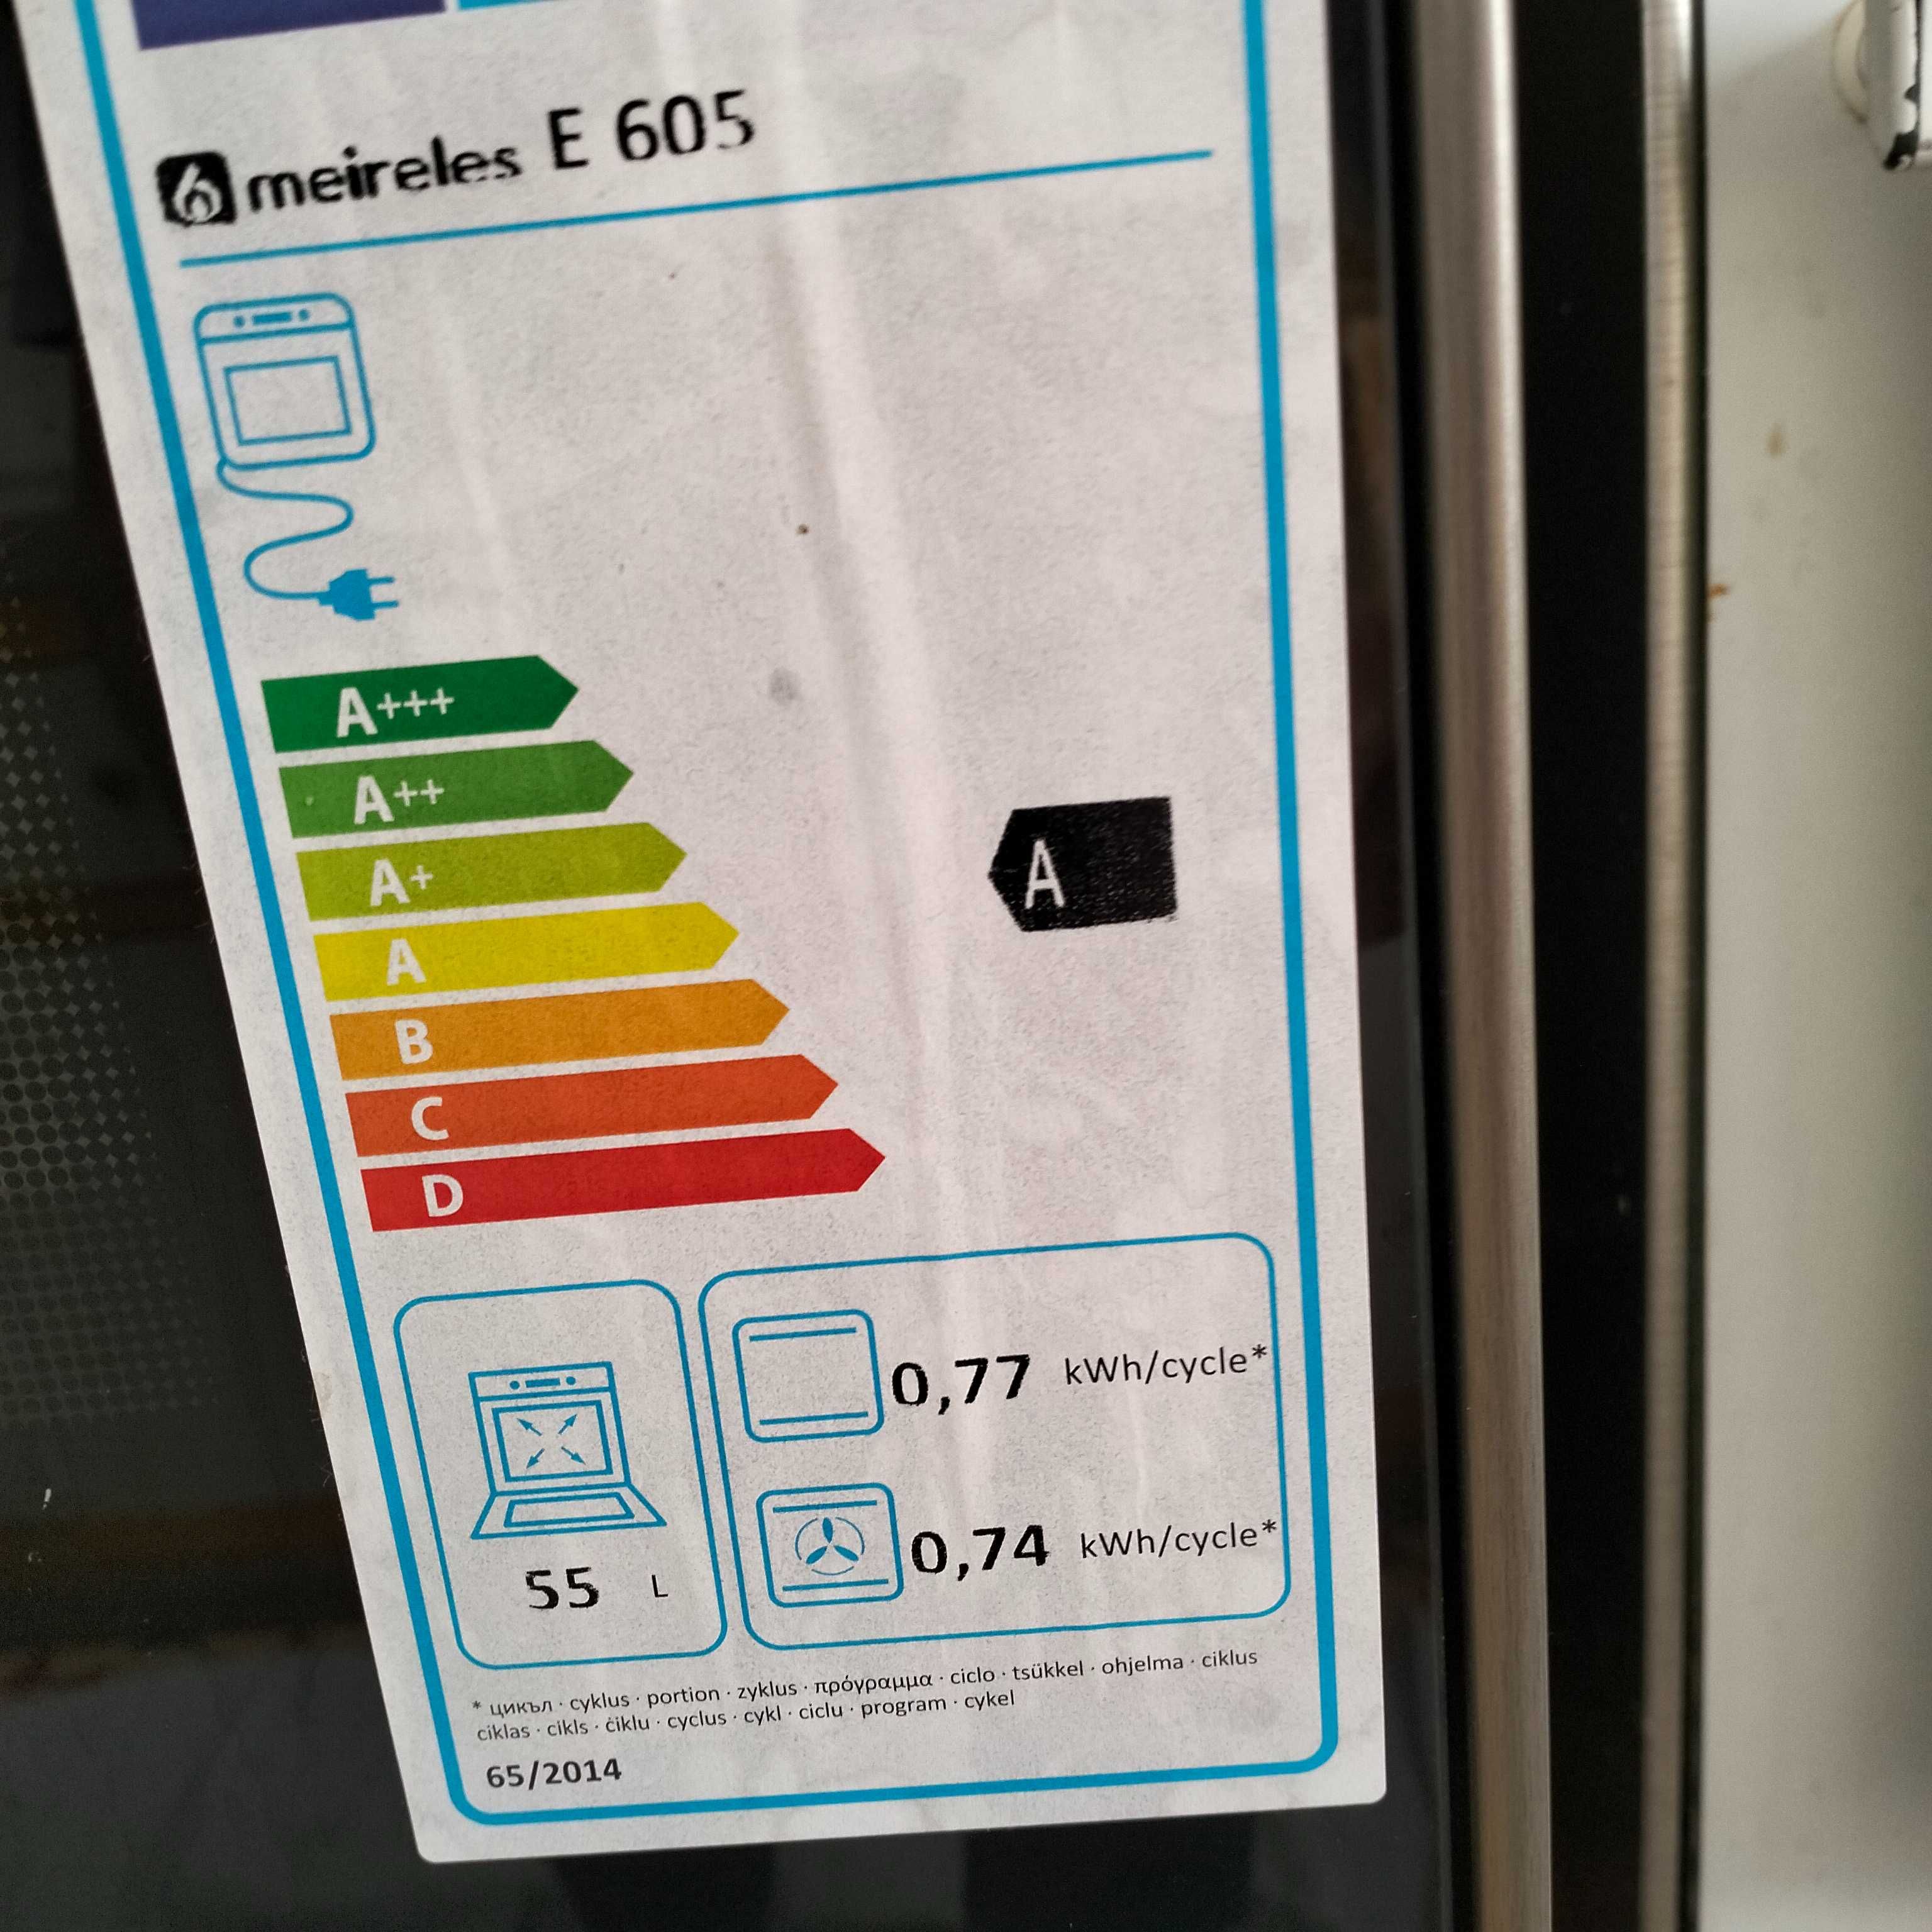 meireles E 605
A+++
A++
A+
A
A
B
C
D
0,77 kWh/cycle*
0,74 kWh/cycle*
55 L
* цикъл · cyklus · portion · zyklus · πρόγραμμα · ciclo · tsükkel · ohjelma · ciklus
ciklas · cikls · ċiklu · cyclus · cykl · ciclu · program · cykel
65/2014